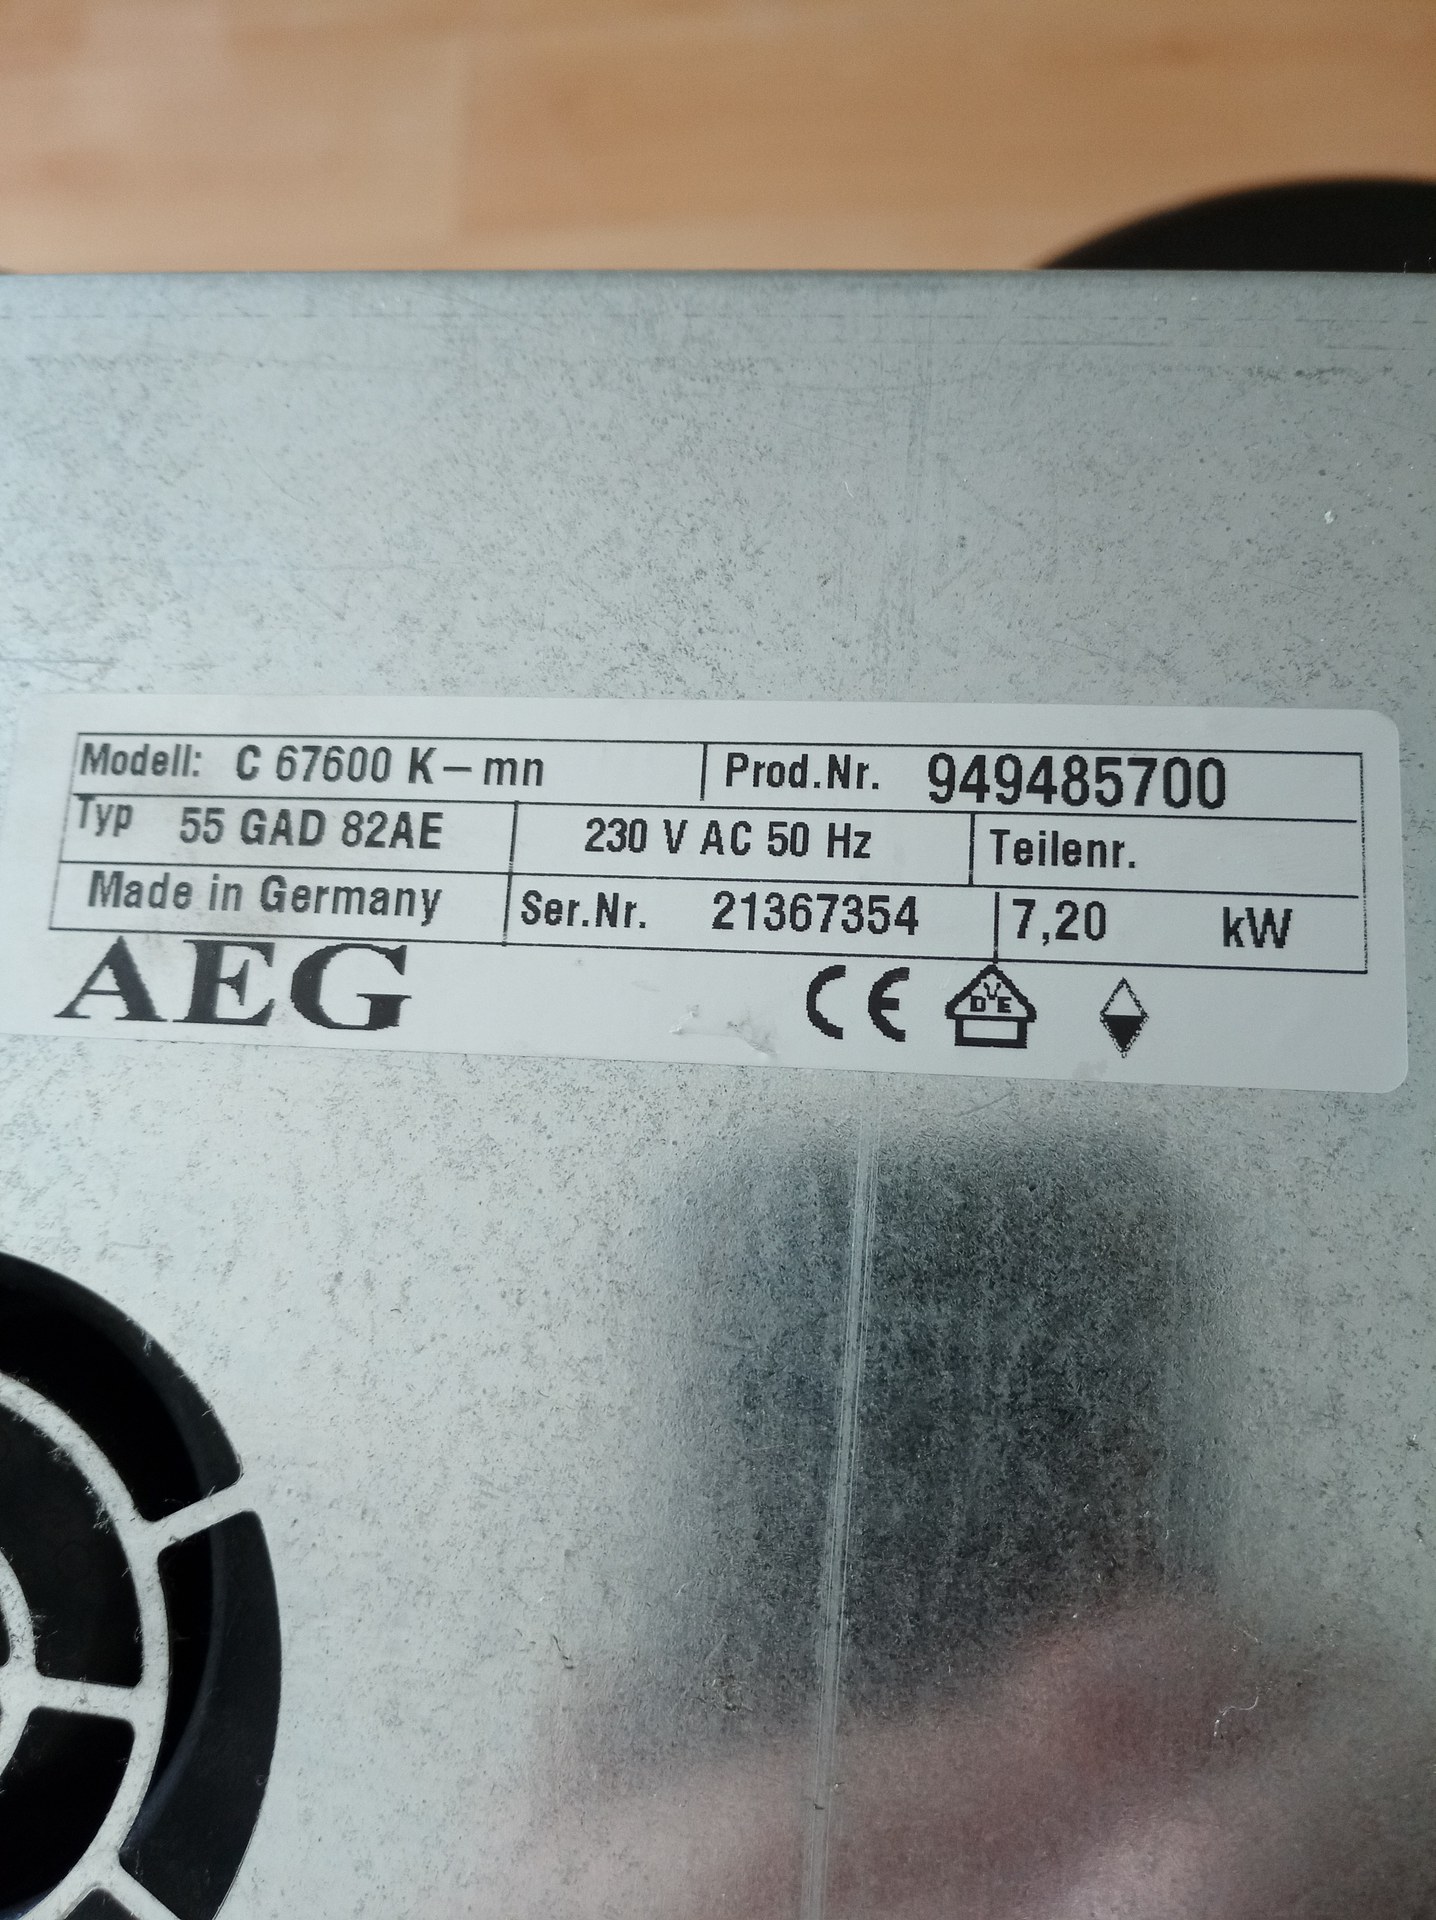 Modell: C 67600 K – mn Prod.Nr. 949485700
Typ 55 GAD 82AE 230 V AC 50 Hz Teilenr.
Made in Germany Ser.Nr. 21367354 7,20 kW
AEG CE DVE